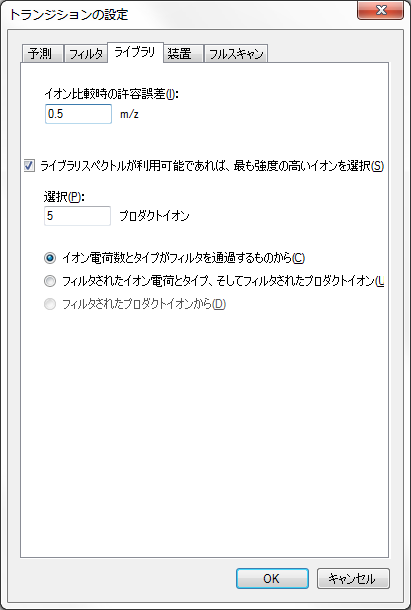 トランジションの設定
予測 フィルタ ライブラリ 装置 フルスキャン
イオン比較時の許容誤差(I):
0.5 m/z
ライブラリスペクトルが利用可能であれば、最も強度の高いイオンを選択(S)
選択(P):
5 プロダクトイオン
イオン電荷数とタイプがフィルタを通過するものから(C)
フィルタされたイオン電荷とタイプ、そしてフィルタされたプロダクトイオン(L
フィルタされたプロダクトイオンから(D)
OK キャンセル